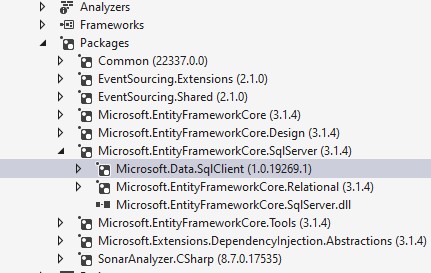 Analyzers
Frameworks
Packages
Common (22337.0.0)
EventSourcing.Extensions (2.1.0)
EventSourcing.Shared (2.1.0)
Microsoft.EntityFrameworkCore (3.1.4)
Microsoft.EntityFrameworkCore.Design (3.1.4)
Microsoft.EntityFrameworkCore.SqlServer (3.1.4)
Microsoft.Data.SqlClient (1.0.19269.1)
Microsoft.EntityFrameworkCore.Relational (3.1.4)
Microsoft.EntityFrameworkCore.SqlServer.dll
Microsoft.EntityFrameworkCore.Tools (3.1.4)
Microsoft.Extensions.DependencyInjection.Abstractions (3.1.4)
SonarAnalyzer.CSharp (8.7.0.17535)